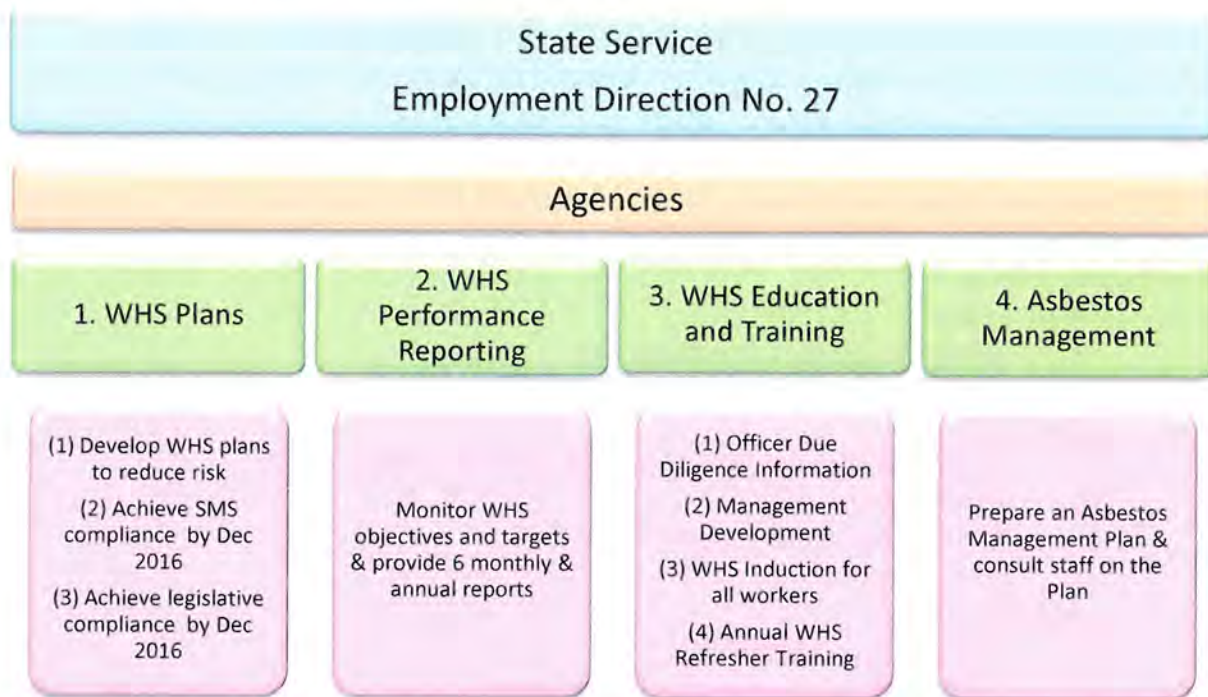 State Service
Employment Direction No. 27
Agencies
1. WHS Plans
2. WHS
Performance
Reporting
3. WHS Education
and Training
4. Asbestos
Management
(1) Develop WHS plans
to reduce risk
(2) Achieve SMS
compliance by Dec
2016
(3) Achieve legislative
compliance by Dec
2016
Monitor WHS
objectives and targets
& provide 6 monthly &
annual reports
(1) Officer Due
Diligence Information
(2) Management
Development
(3) WHS Induction for
all workers
(4) Annual WHS
Refresher Training
Prepare an Asbestos
Management Plan &
consult staff on the
Plan